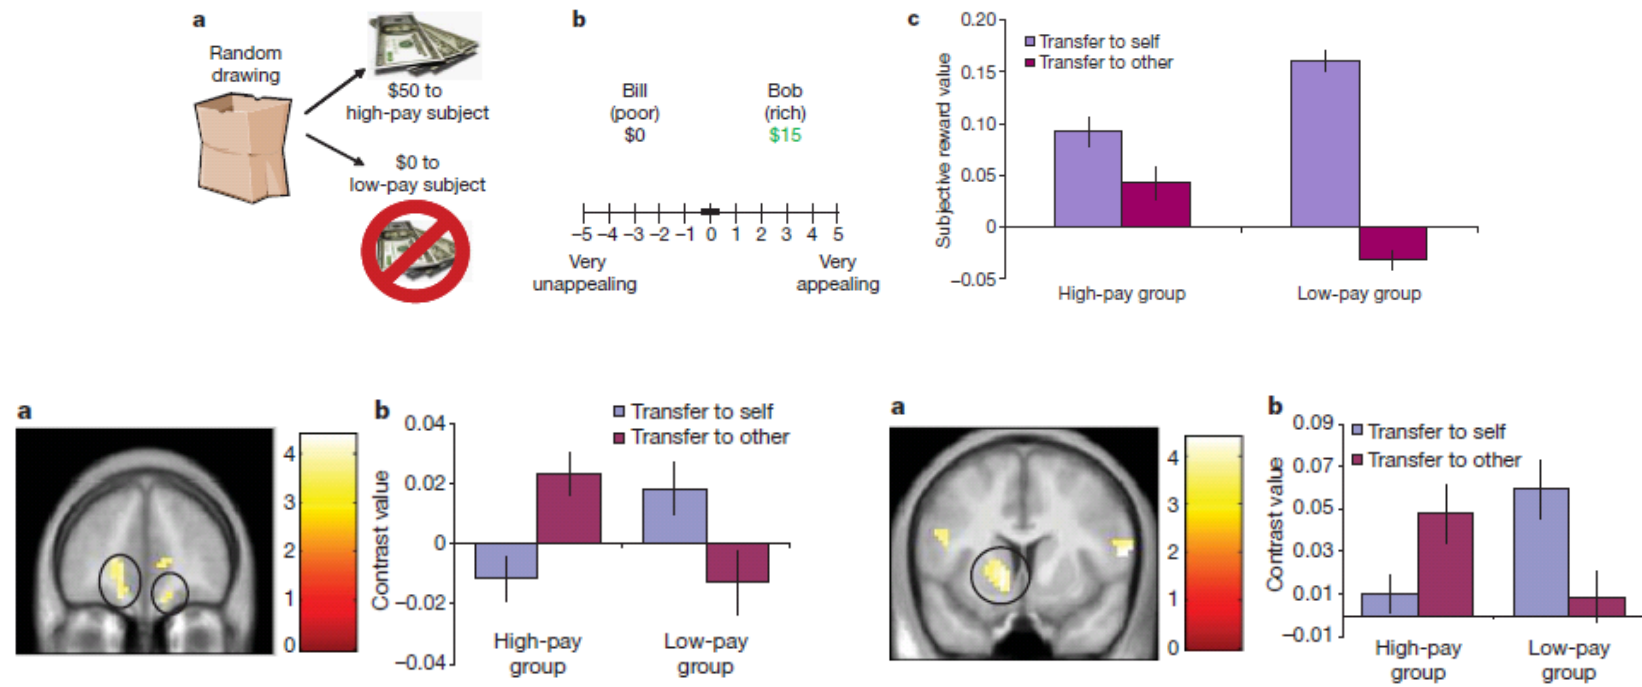 a
Random
drawing
$50 to
high-pay subject
$0 to
low-pay subject
b
Bill
(poor)
$0
Bob
(rich)
$15
–5 –4 –3 –2 –1 0 1 2 3 4 5
Very
unappealing
Very
appealing
c
Subjective reward value
0.20
0.15
0.10
0.05
0
–0.05
Transfer to self
Transfer to other
High-pay group
Low-pay group
a
4
3
2
1
0
b
Contrast value
0.04
0.02
0
–0.02
–0.04
Transfer to self
Transfer to other
High-pay
group
Low-pay
group
a
4
3
2
1
0
b
Contrast value
0.09
0.07
0.05
0.03
0.01
–0.01
Transfer to self
Transfer to other
High-pay
group
Low-pay
group